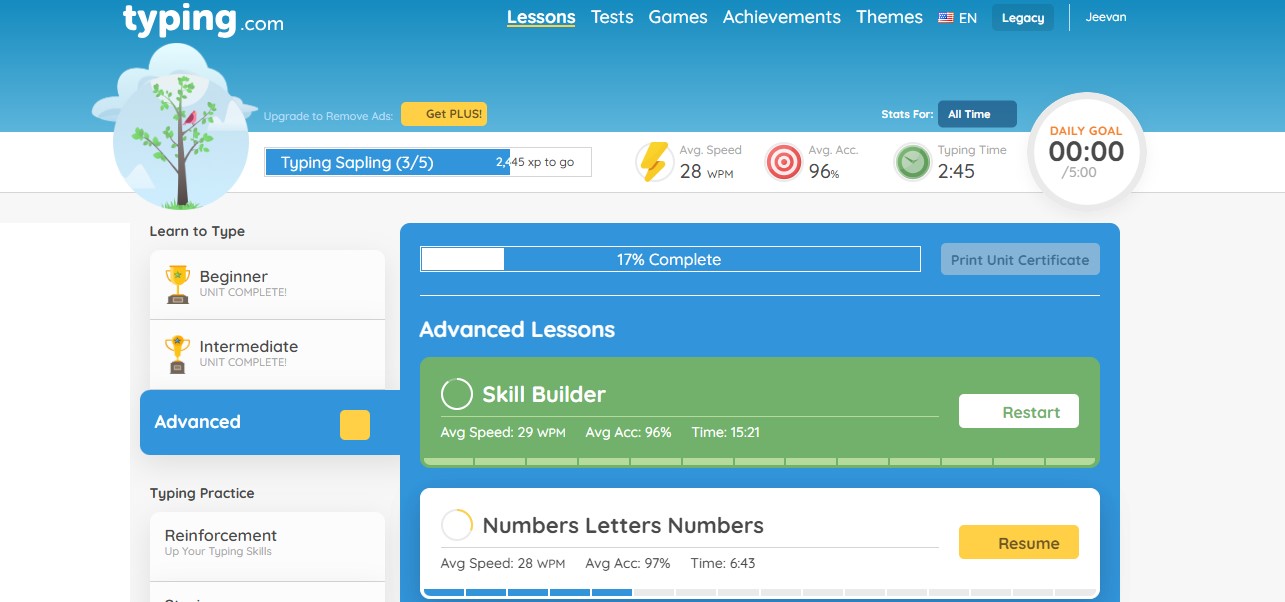 typing.com
Lessons Tests Games Achievements Themes EN Legacy Jeevan
Upgrade to Remove Ads: Get PLUS!
Stats For: All Time
Typing Sapling (3/5) 2,445 xp to go
Avg. Speed
28 WPM
Avg. Acc.
96%
Typing Time
2:45
DAILY GOAL
00:00
/5:00
Learn to Type
Beginner
UNIT COMPLETE!
Intermediate
UNIT COMPLETE!
Advanced
Typing Practice
Reinforcement
Up Your Typing Skills
17% Complete
Print Unit Certificate
Advanced Lessons
Skill Builder
Restart
Avg Speed: 29 WPM Avg Acc: 96% Time: 15:21
Numbers Letters Numbers
Resume
Avg Speed: 28 WPM Avg Acc: 97% Time: 6:43